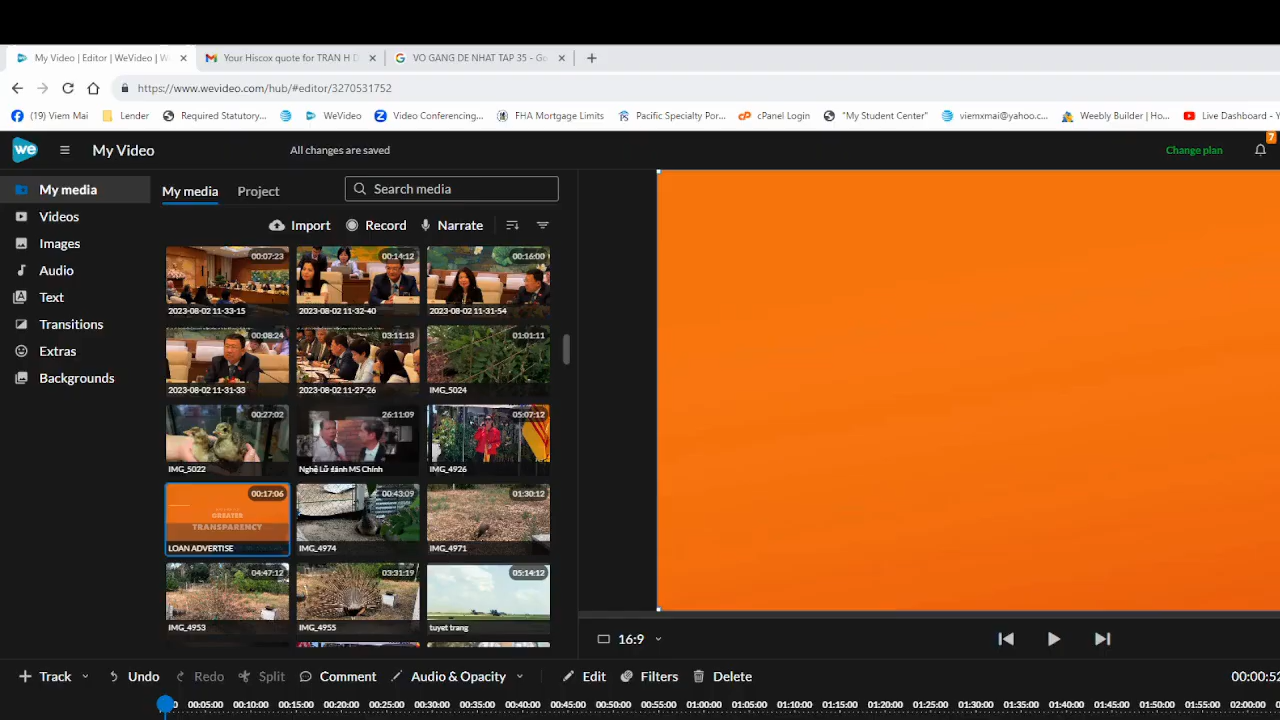 My Video | Editor | WeVideo | W
Your Hiscox quote for TRAN H D
VO GANG DE NHAT TAP 35 - Go
https://www.wevideo.com/hub/#editor/3270531752
(19) Viem Mai
Lender
Required Statutory...
WeVideo
Video Conferencing...
FHA Mortgage Limits
Pacific Specialty Por...
cPanel Login
"My Student Center"
viemxmai@yahoo.c...
Weebly Builder | Ho...
Live Dashboard - Y
we
My Video
All changes are saved
Change plan
7
My media
Videos
Images
Audio
Text
Transitions
Extras
Backgrounds
My media
Project
Search media
Import
Record
Narrate
00:07:23
2023-08-02 11-33-15
00:14:12
2023-08-02 11-32-40
00:16:00
2023-08-02 11-31-54
00:08:24
2023-08-02 11-31-33
03:11:13
2023-08-02 11-27-26
01:01:11
IMG_5024
00:27:02
IMG_5022
26:11:09
Nghệ Lử đánh MS Chính
05:07:12
IMG_4926
00:17:06
GREATER
TRANSPARENCY
LOAN ADVERTISE
00:43:09
IMG_4974
01:30:12
IMG_4971
04:47:12
IMG_4953
03:31:19
IMG_4955
05:14:12
tuyet trang
16:9
Track
Undo
Redo
Split
Comment
Audio & Opacity
Edit
Filters
Delete
00:00:52
00:05:00
00:10:00
00:15:00
00:20:00
00:25:00
00:30:00
00:35:00
00:40:00
00:45:00
00:50:00
00:55:00
01:00:00
01:05:00
01:10:00
01:15:00
01:20:00
01:25:00
01:30:00
01:35:00
01:40:00
01:45:00
01:50:00
01:55:00
02:00:00